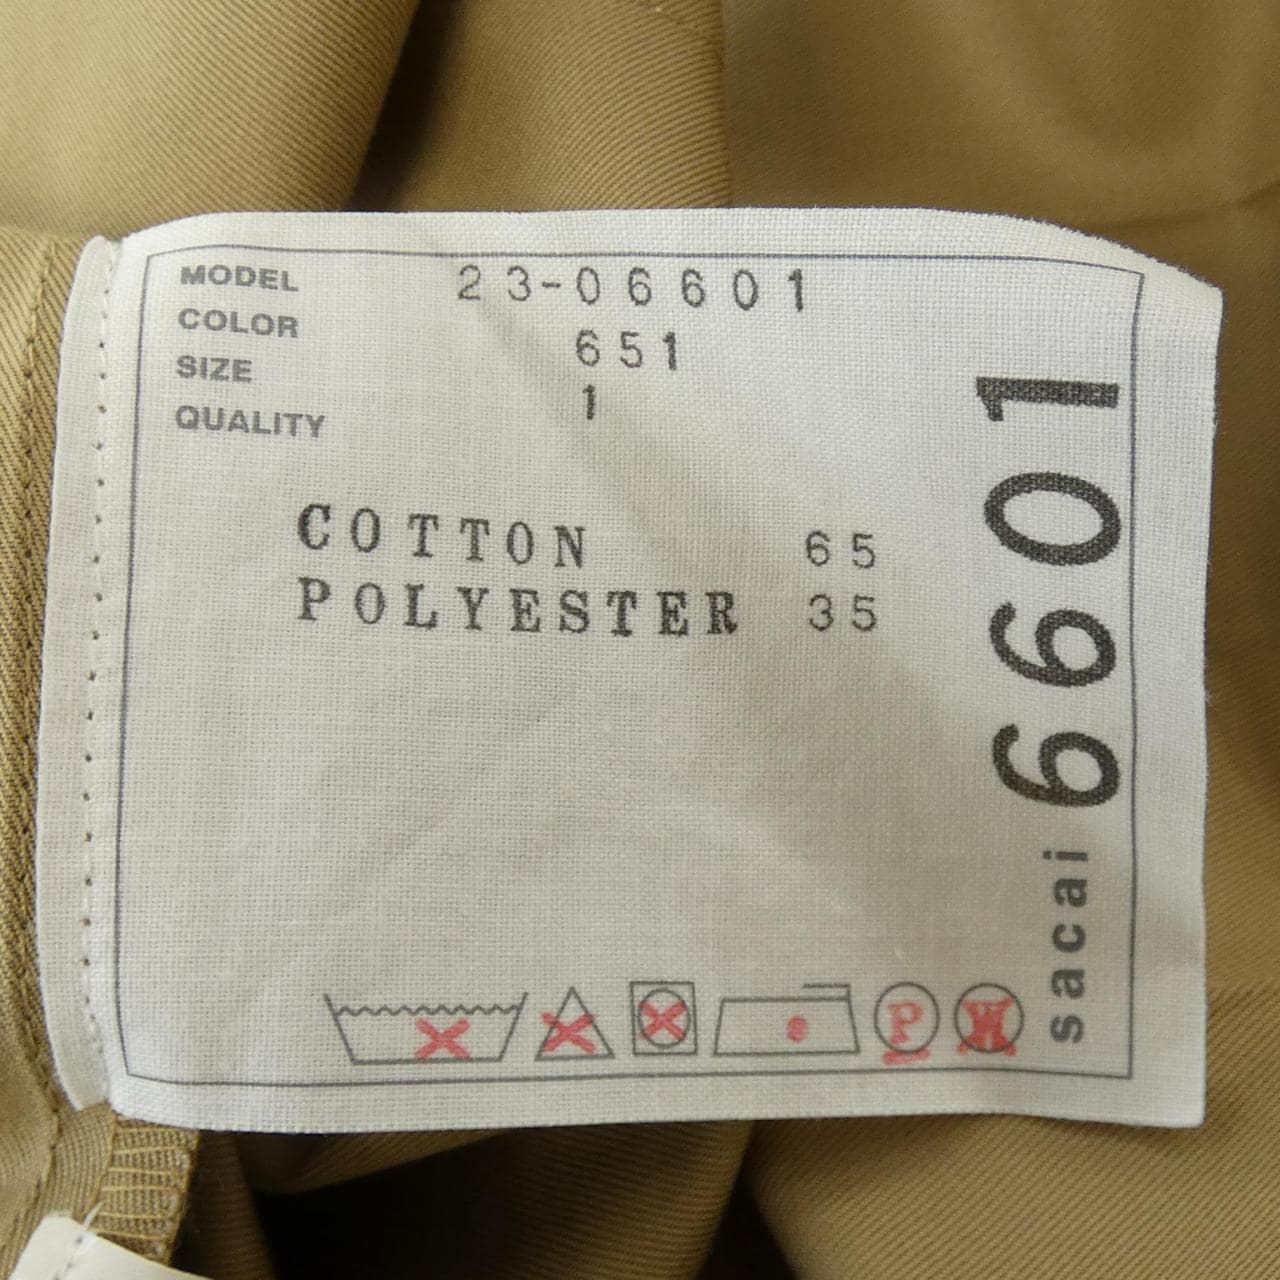 MODEL 23-06601
COLOR 651
SIZE 1
QUALITY
COTTON 65
POLYESTER 35
P W
sacai 6601